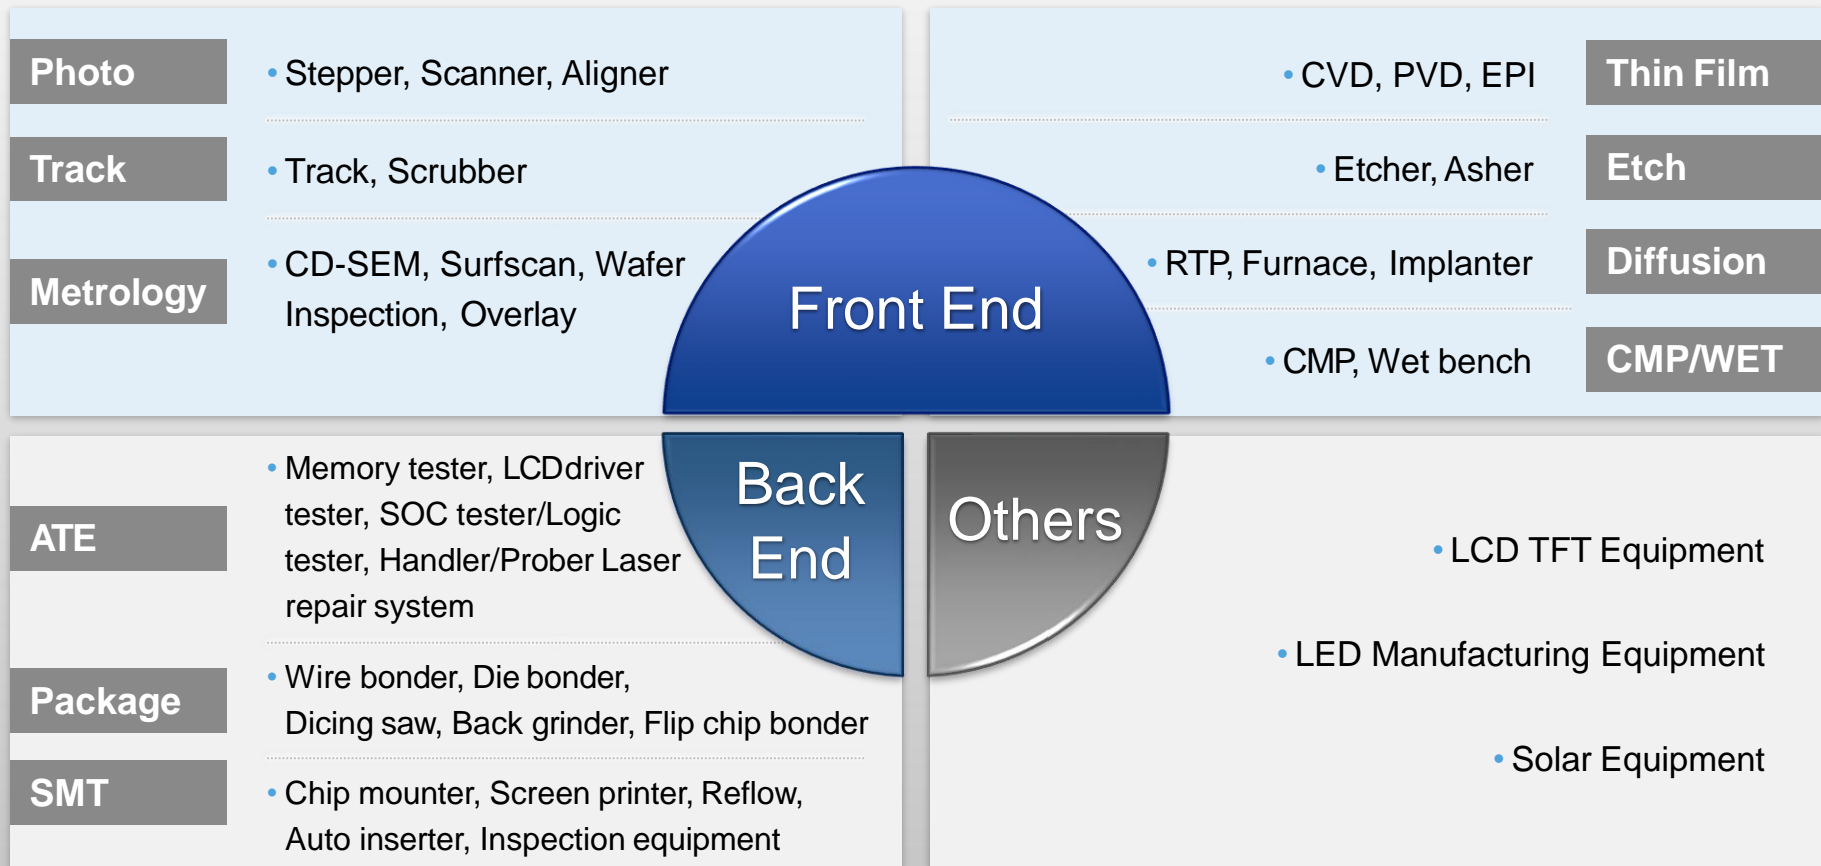 Photo
• Stepper, Scanner, Aligner
Track
• Track, Scrubber
Metrology
• CD-SEM, Surfscan, Wafer
Inspection, Overlay
• CVD, PVD, EPI
Thin Film
• Etcher, Asher
Etch
• RTP, Furnace, Implanter
Diffusion
• CMP, Wet bench
CMP/WET
Front End
Back
End
Others
ATE
• Memory tester, LCDdriver
tester, SOC tester/Logic
tester, Handler/Prober Laser
repair system
Package
• Wire bonder, Die bonder,
Dicing saw, Back grinder, Flip chip bonder
SMT
• Chip mounter, Screen printer, Reflow,
Auto inserter, Inspection equipment
• LCD TFT Equipment
• LED Manufacturing Equipment
• Solar Equipment